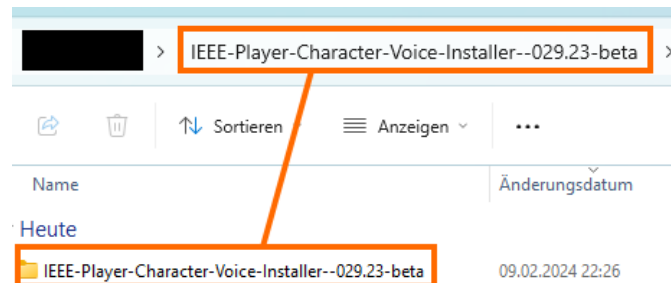 > IEEE-Player-Character-Voice-Installer--029.23-beta >
Sortieren Anzeigen ...
Name Änderungsdatum
Heute
IEEE-Player-Character-Voice-Installer--029.23-beta 09.02.2024 22:26